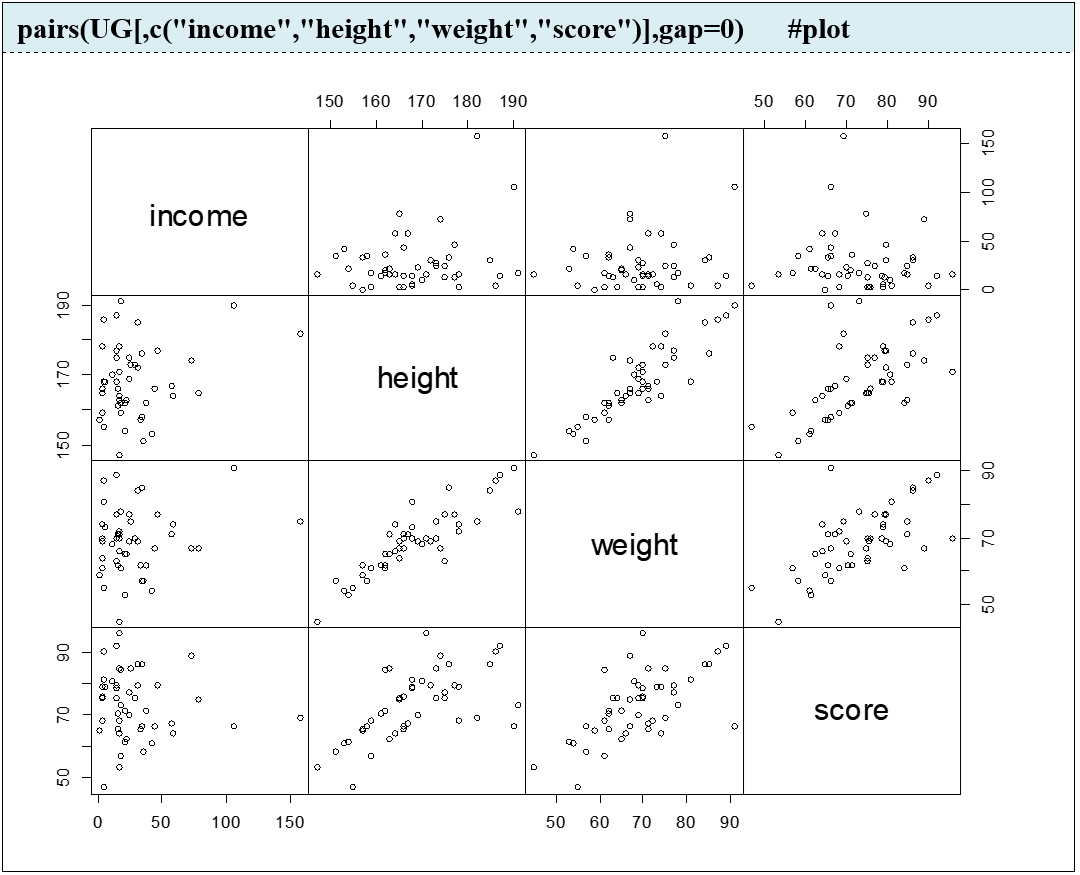 pairs(UG[,c("income","height","weight","score")],gap=0) #plot
150 160 170 180 190 50 60 70 80 90
income
0 50 100 150
height
150 170 190
weight
50 70 90
score
50 70 90
0 50 100 150 50 60 70 80 90